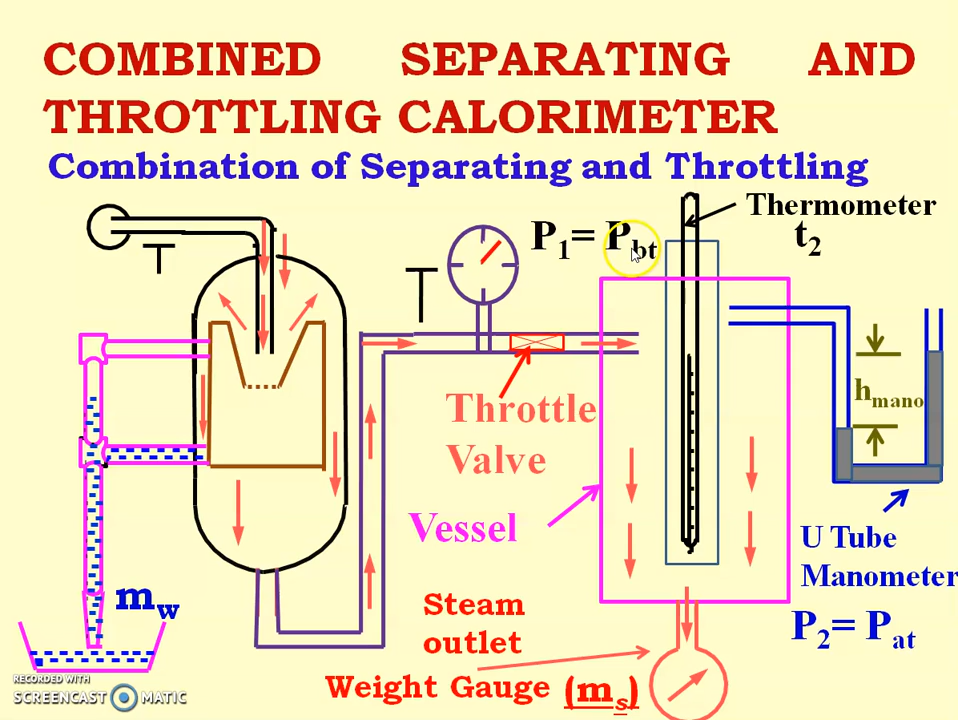 COMBINED SEPARATING AND
THROTTLING CALORIMETER
Combination of Separating and Throttling
Thermometer
t2
P1= Pbt
hmano
Throttle
Valve
Vessel
U Tube
Manometer
P2= Pat
mw
Steam
outlet
Weight Gauge (ms)
RECORDED WITH
SCREENCAST MATIC